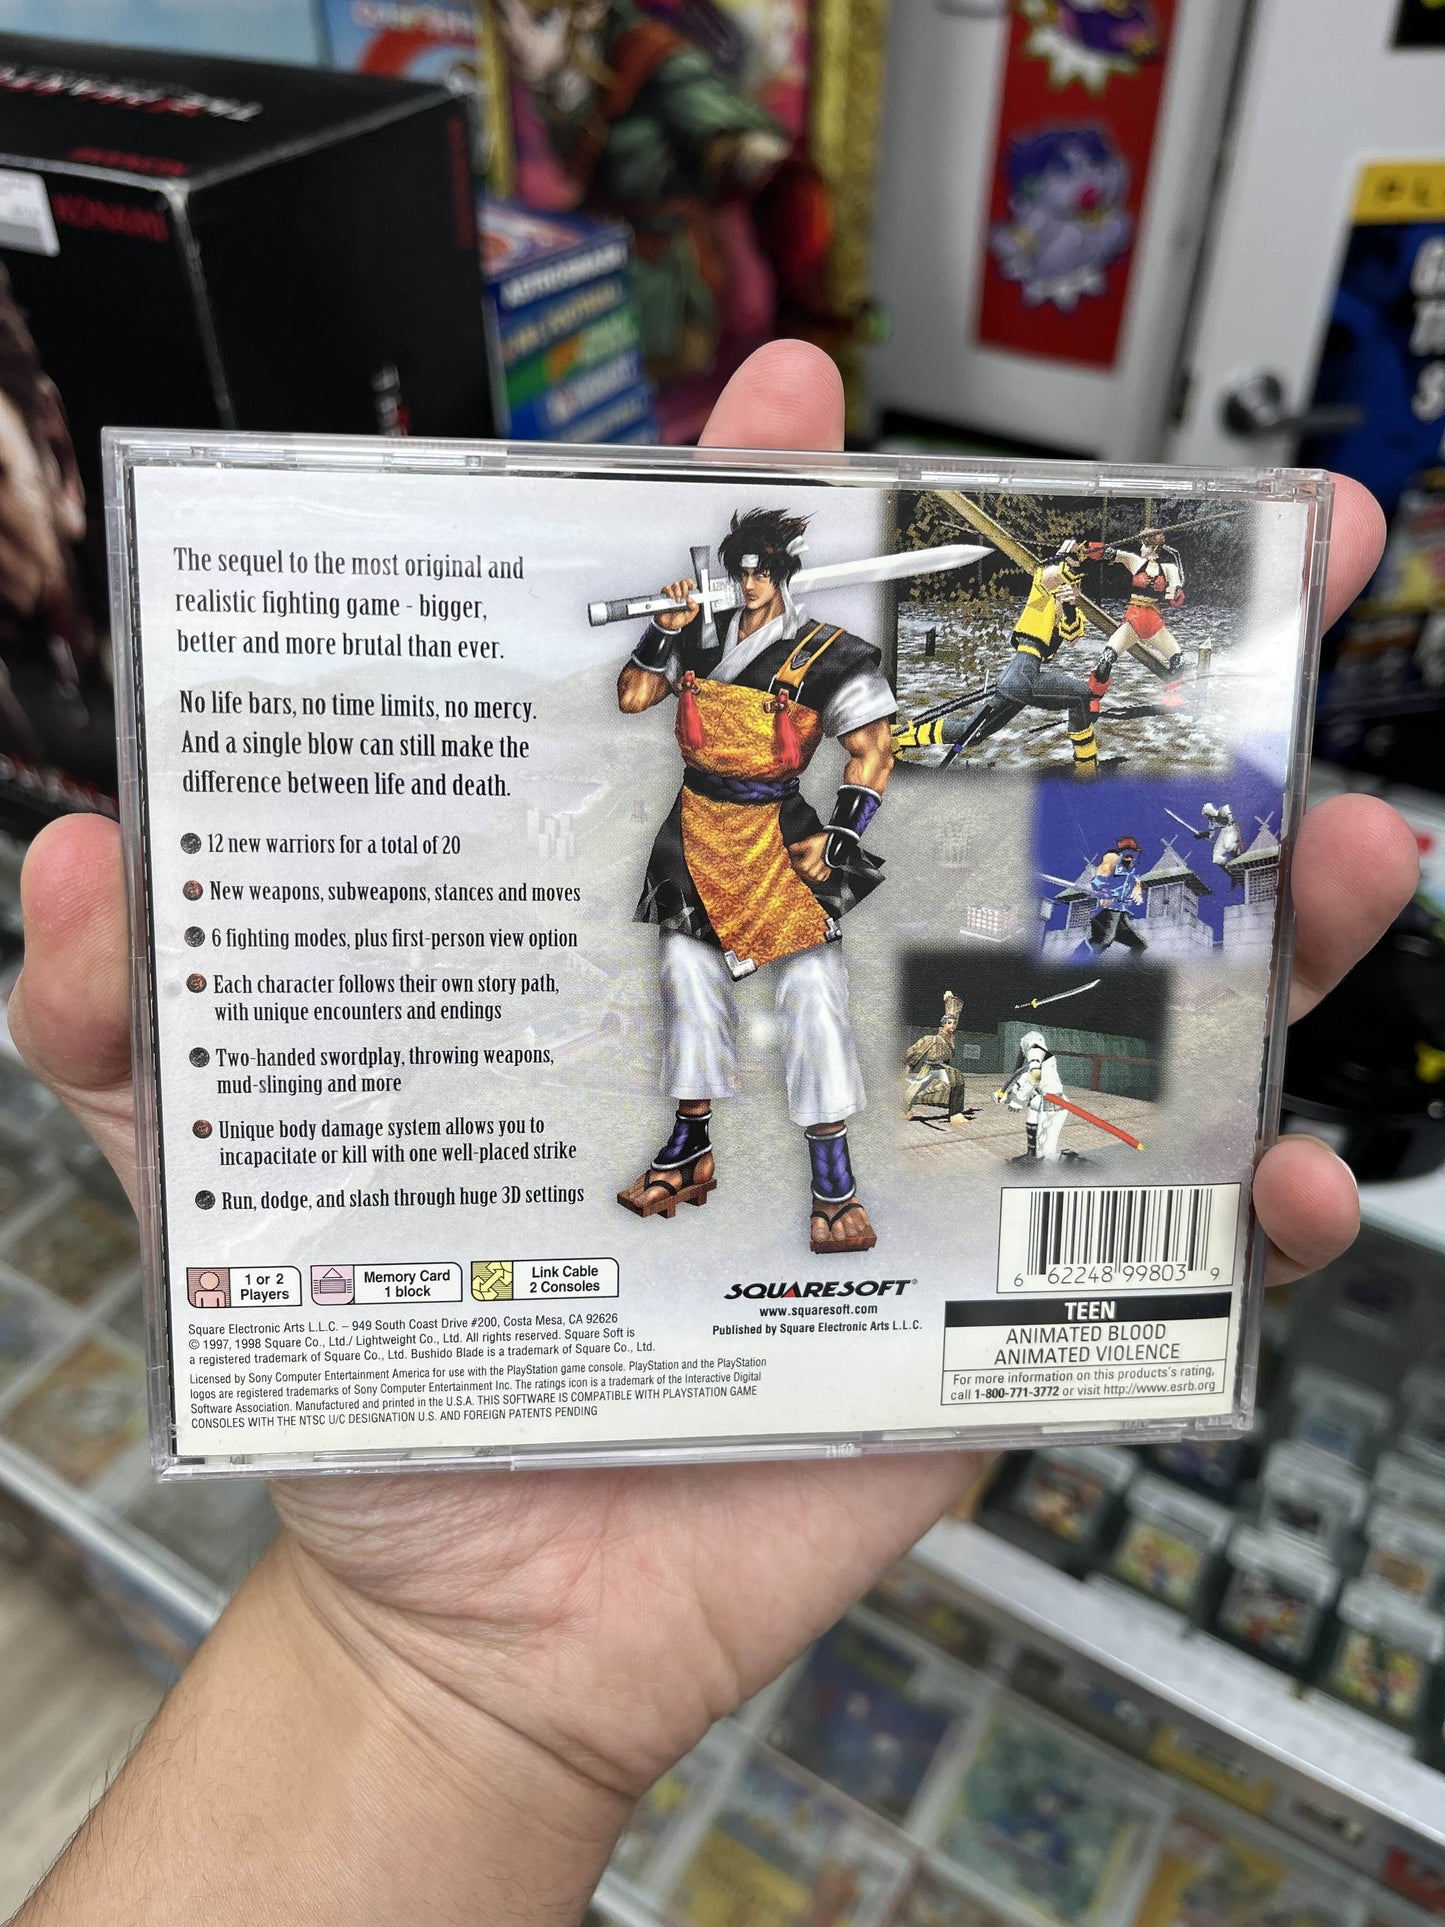 KONAMI
The sequel to the most original and
realistic fighting game - bigger,
better and more brutal than ever.
No life bars, no time limits, no mercy.
And a single blow can still make the
difference between life and death.
12 new warriors for a total of 20
New weapons, subweapons, stances and moves
6 fighting modes, plus first-person view option
Each character follows their own story path,
with unique encounters and endings
Two-handed swordplay, throwing weapons,
mud-slinging and more
Unique body damage system allows you to
incapacitate or kill with one well-placed strike
Run, dodge, and slash through huge 3D settings
1 or 2
Players
Memory Card
1 block
Link Cable
2 Consoles
Square Electronic Arts L.L.C. – 949 South Coast Drive #200, Costa Mesa, CA 92626
© 1997, 1998 Square Co., Ltd./ Lightweight Co., Ltd. All rights reserved. Square Soft is
a registered trademark of Square Co., Ltd. Bushido Blade is a trademark of Square Co., Ltd.
Licensed by Sony Computer Entertainment America for use with the PlayStation game console. PlayStation and the PlayStation
logos are registered trademarks of Sony Computer Entertainment Inc. The ratings icon is a trademark of the Interactive Digital
Software Association. Manufactured and printed in the U.S.A. THIS SOFTWARE IS COMPATIBLE WITH PLAYSTATION GAME
CONSOLES WITH THE NTSC U/C DESIGNATION U.S. AND FOREIGN PATENTS PENDING
SQUARESOFT®
www.squaresoft.com
Published by Square Electronic Arts L.L.C.
6 62248 99803 9
TEEN
ANIMATED BLOOD
ANIMATED VIOLENCE
For more information on this products's rating,
call 1-800-771-3772 or visit http://www.esrb.org